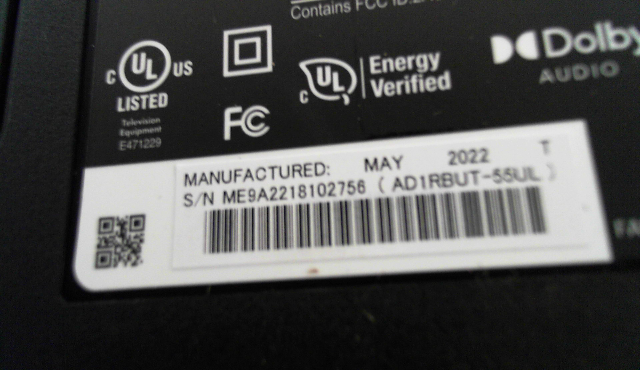 Contains FCC ID:
C UL US
LISTED
Television
Equipment
E471229
FC
C UL
Energy
Verified
Dolby
AUDIO
MANUFACTURED: MAY 2022 T
S/N ME9A2218102756 ( AD1RBUT-55UL )